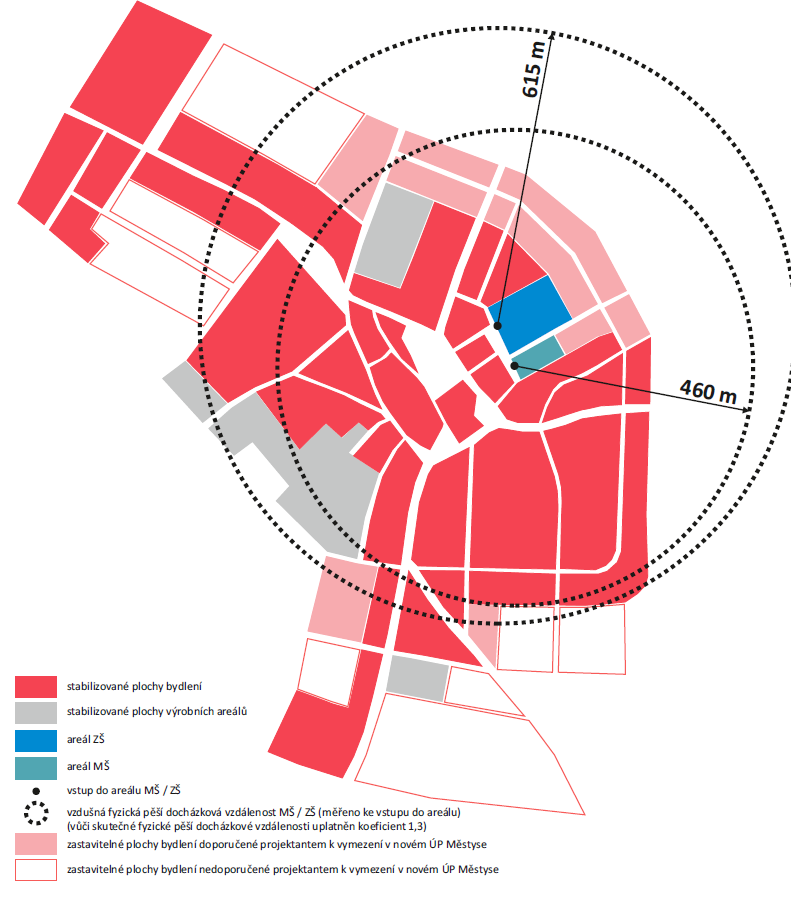 615 m
460 m
stabilizované plochy bydlení
stabilizované plochy výrobních areálů
areál ZŠ
areál MŠ
vstup do areálu MŠ / ZŠ
vzdušná fyzická pěší docházková vzdálenost MŠ / ZŠ (měřeno ke vstupu do areálu)
(vůči skutečné fyzické pěší docházkové vzdálenosti uplatněn koeficient 1,3)
zastavitelné plochy bydlení doporučené projektantem k vymezení v novém ÚP Městyse
zastavitelné plochy bydlení nedoporučené projektantem k vymezení v novém ÚP Městyse